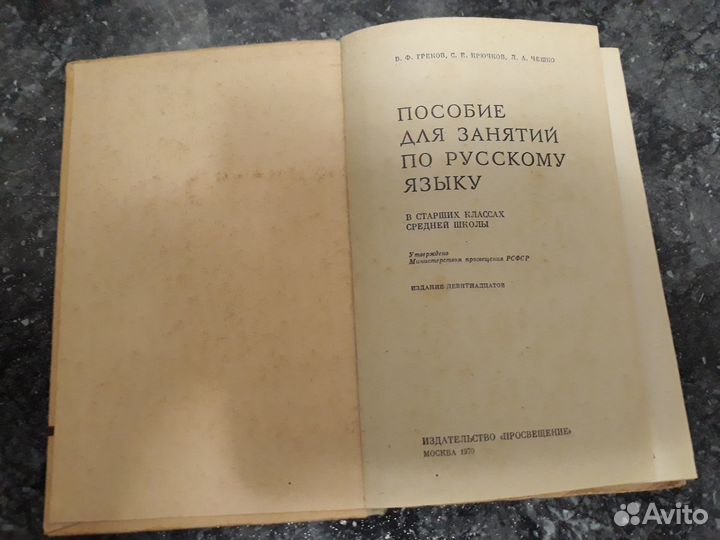 В. Ф. ГРЕКОВ, С. Е. КРЮЧКОВ, Л. А. ЧЕШКО
ПОСОБИЕ
ДЛЯ ЗАНЯТИЙ
ПО РУССКОМУ
ЯЗЫКУ
В СТАРШИХ КЛАССАХ
СРЕДНЕЙ ШКОЛЫ
Утверждено
Министерством просвещения РСФСР
ИЗДАНИЕ ДЕВЯТНАДЦАТОЕ
ИЗДАТЕЛЬСТВО «ПРОСВЕЩЕНИЕ»
МОСКВА 1970
Avito